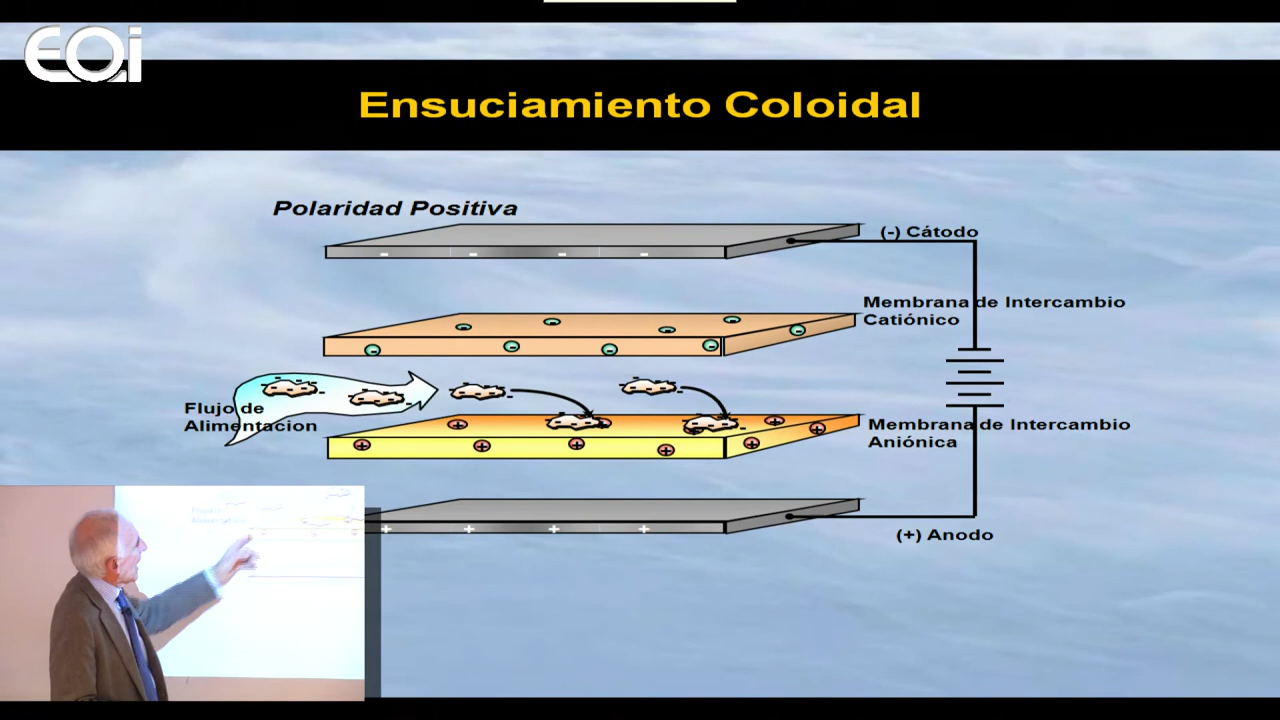 EOi
Ensuciamiento Coloidal
Polaridad Positiva
(-) Cátodo
Membrana de Intercambio
Catiónico
Flujo de
Alimentacion
Membrana de Intercambio
Aniónica
(+) Anodo